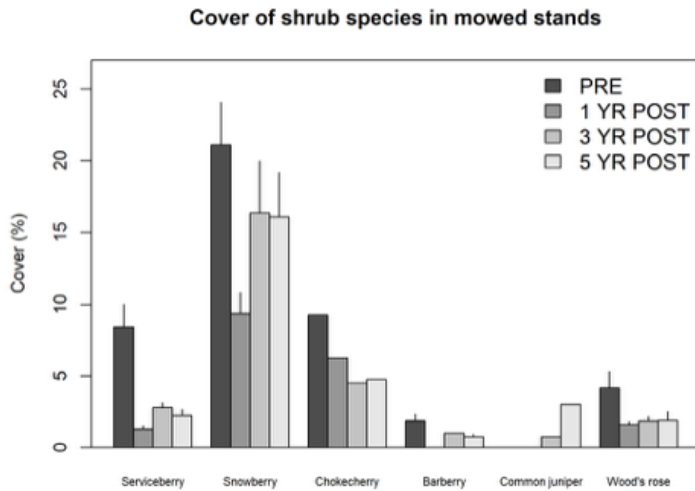 Cover of shrub species in mowed stands
PRE
1 YR POST
3 YR POST
5 YR POST
Cover (%)
25
20
15
10
5
0
Serviceberry Snowberry Chokecherry Barberry Common juniper Wood's rose